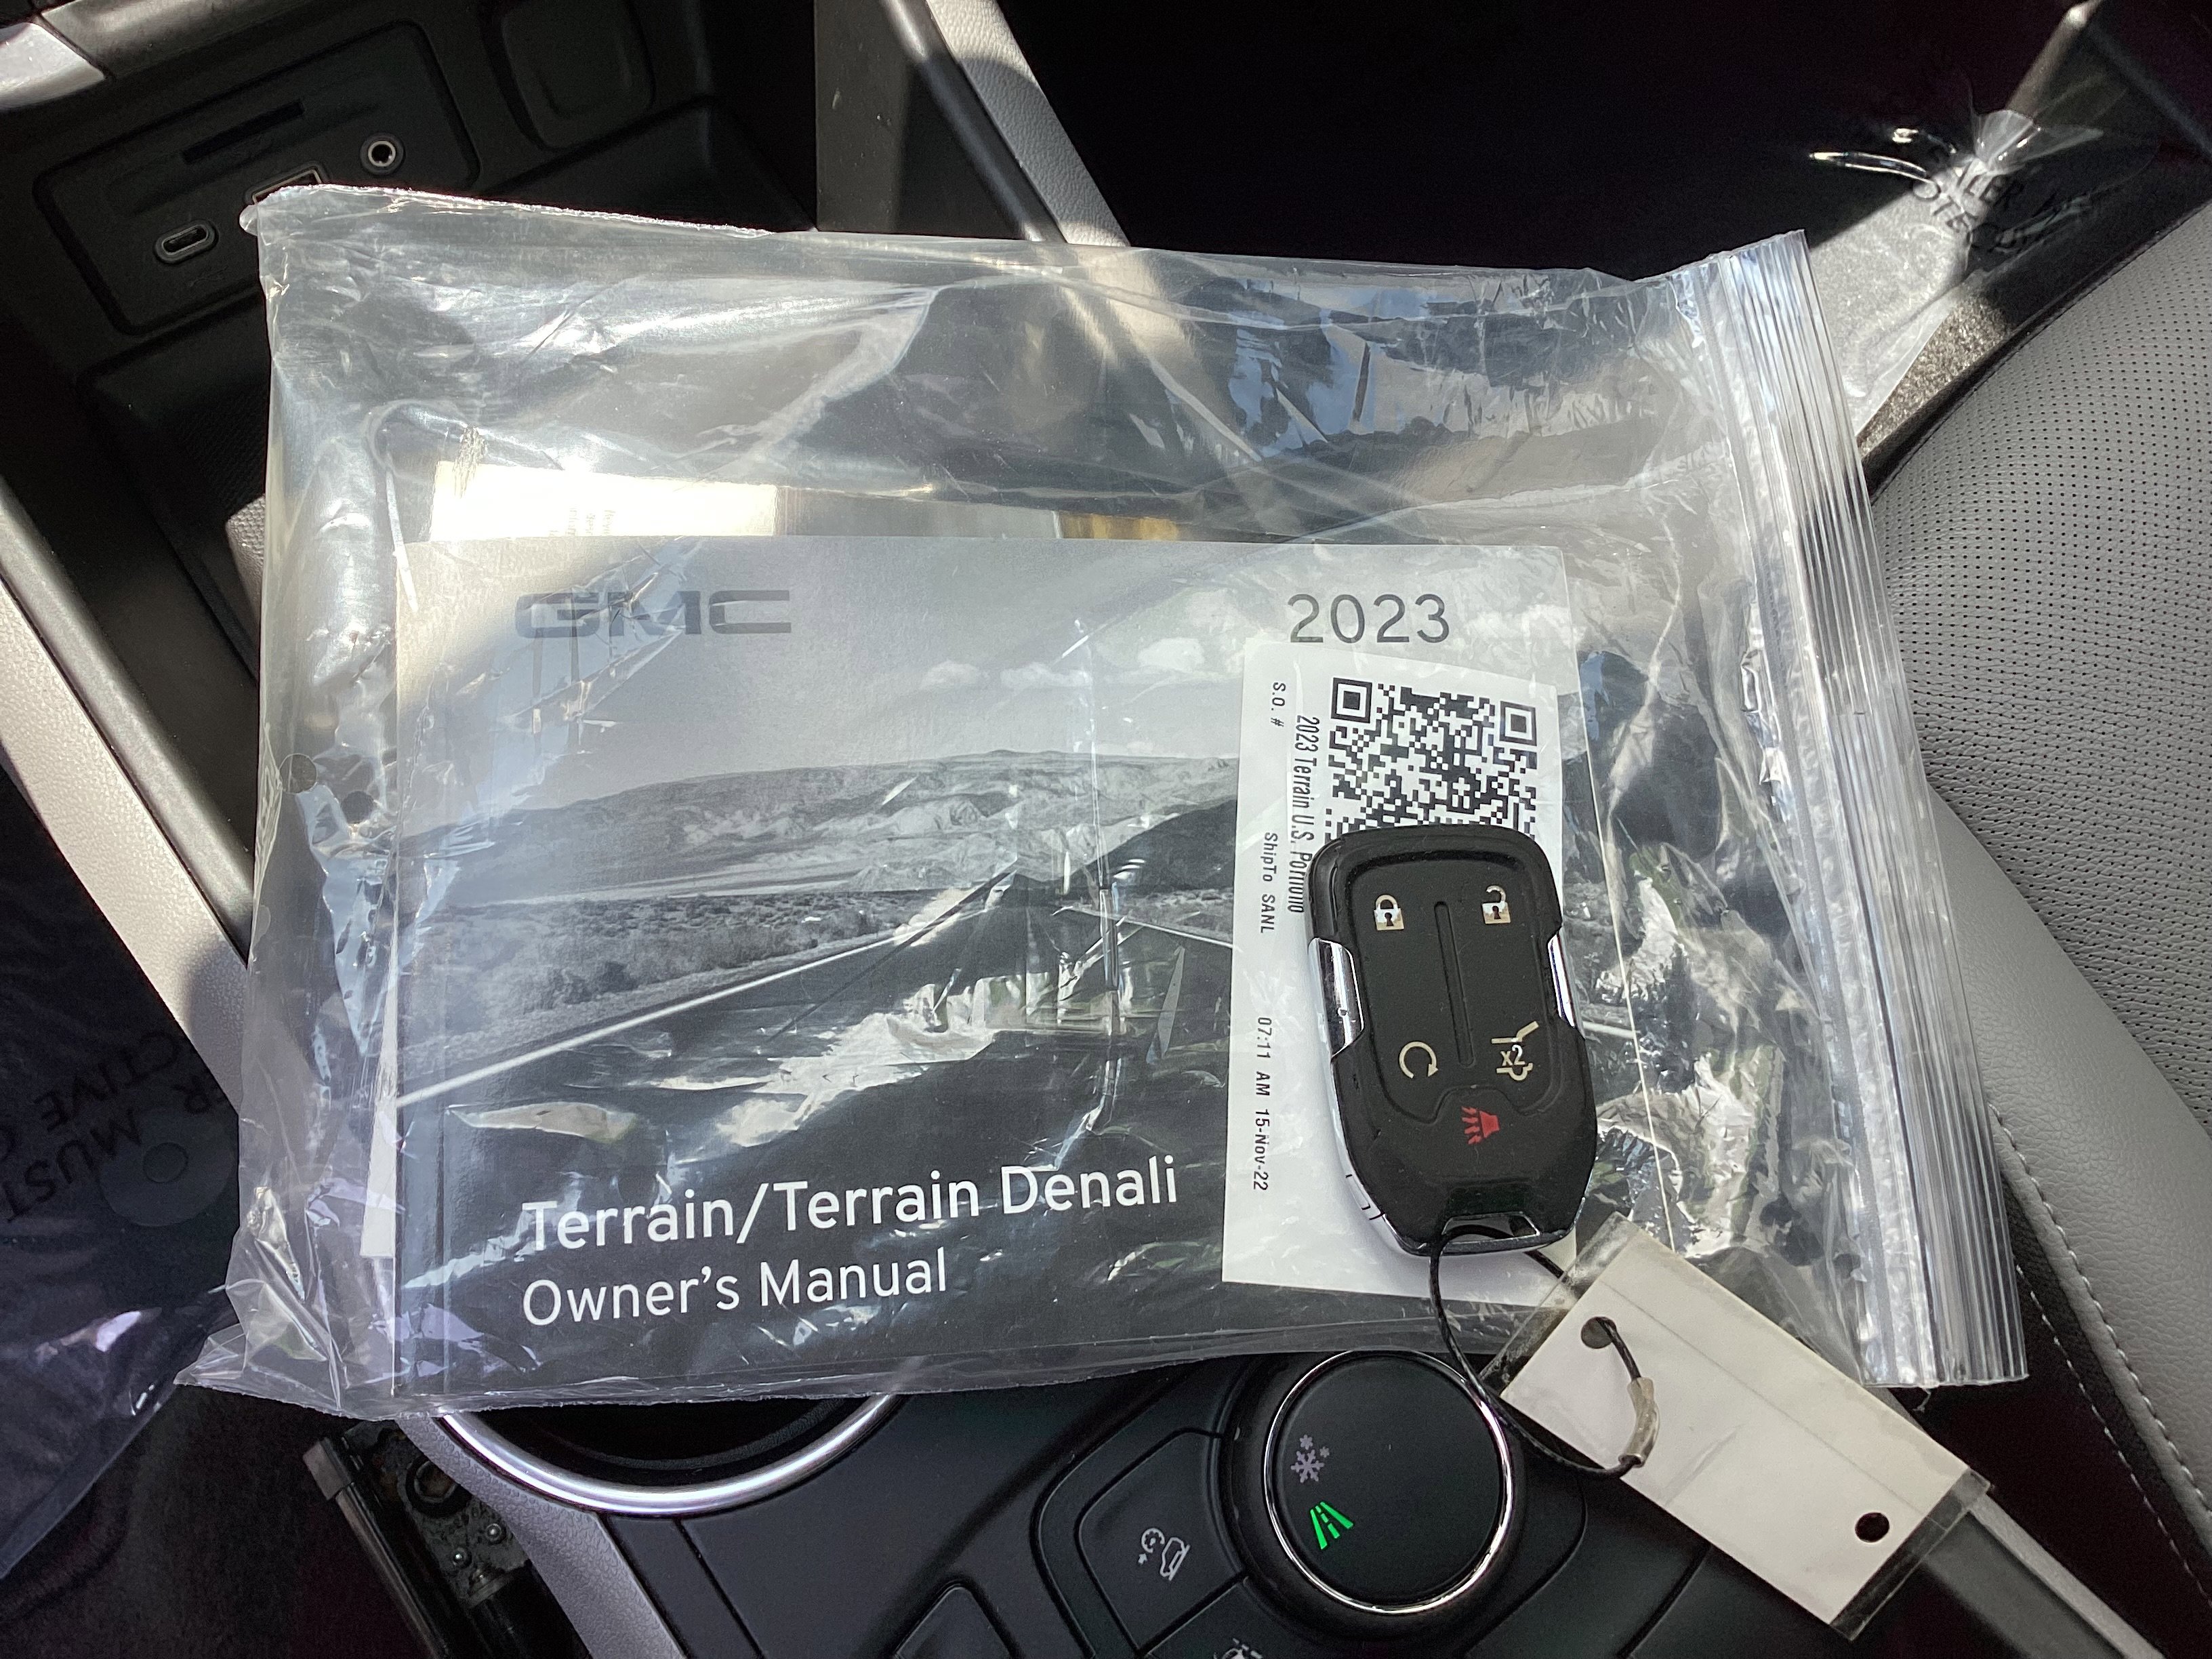 GMC
2023
S.O. #
2023 Terrain U.S. Portfolio
ShipTo SANL
07:11 AM 15-Nov-22
x2
Terrain/Terrain Denali
Owner's Manual
MUST